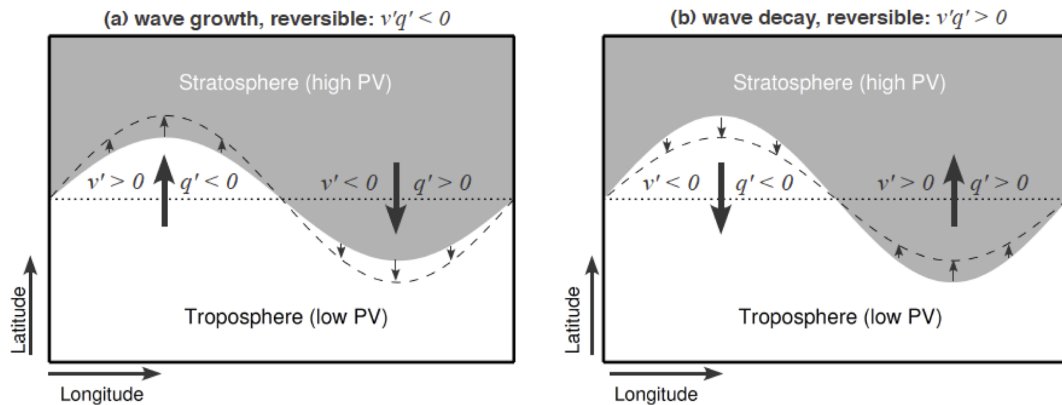 (a) wave growth, reversible: v'q' < 0
Stratosphere (high PV)
v' > 0 q' < 0 v' < 0 q' > 0
Troposphere (low PV)
Latitude
Longitude
(b) wave decay, reversible: v'q' > 0
Stratosphere (high PV)
v' < 0 q' < 0 v' > 0 q' > 0
Troposphere (low PV)
Latitude
Longitude